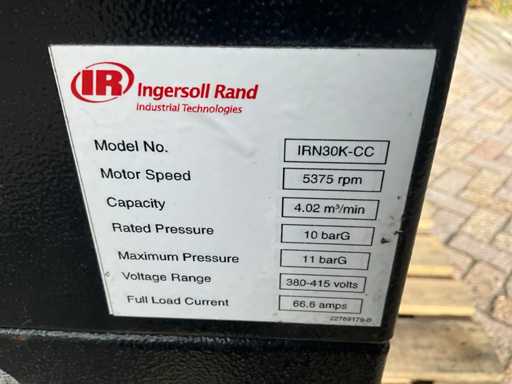 IR Ingersoll Rand
Industrial Technologies
Model No. IRN30K-CC
Motor Speed 5375 rpm
Capacity 4.02 m³/min
Rated Pressure 10 barG
Maximum Pressure 11 barG
Voltage Range 380-415 volts
Full Load Current 66.6 amps
22769179-D